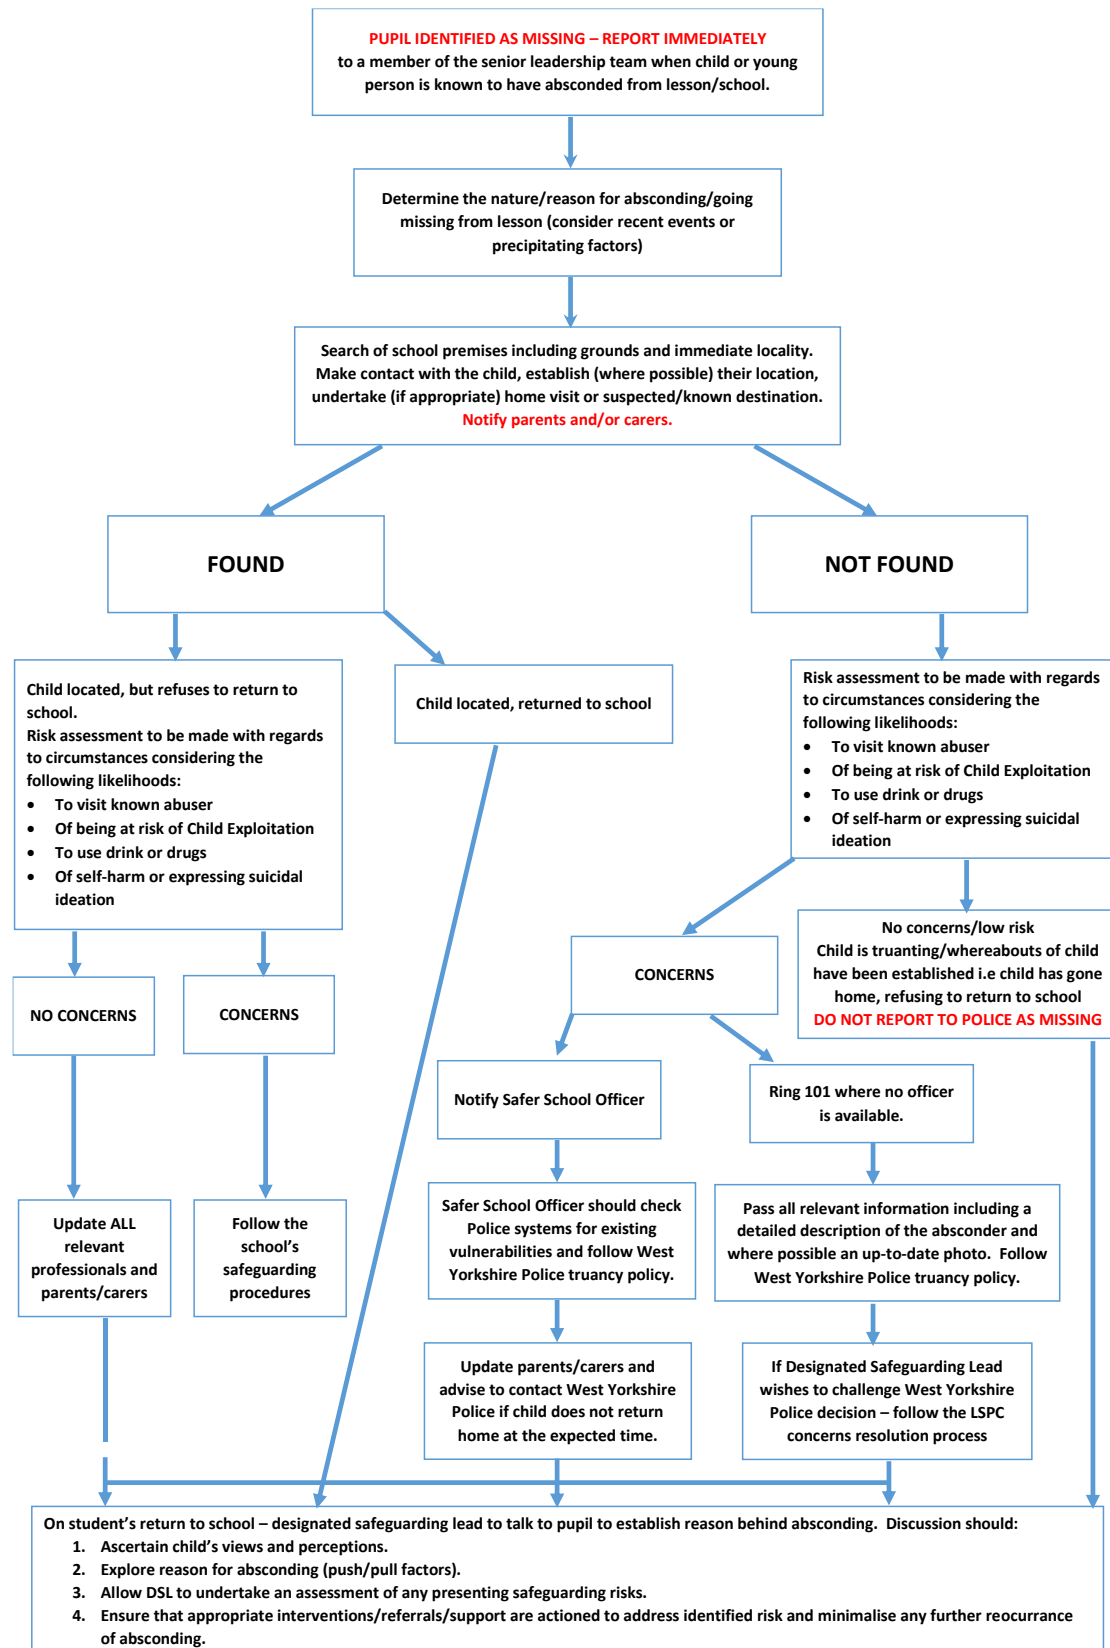 PUPIL IDENTIFIED AS MISSING – REPORT IMMEDIATELY
to a member of the senior leadership team when child or young
person is known to have absconded from lesson/school.
Determine the nature/reason for absconding/going
missing from lesson (consider recent events or
precipitating factors)
Search of school premises including grounds and immediate locality.
Make contact with the child, establish (where possible) their location,
undertake (if appropriate) home visit or suspected/known destination.
Notify parents and/or carers.
FOUND
NOT FOUND
Child located, but refuses to return to
school.
Risk assessment to be made with regards
to circumstances considering the
following likelihoods:
• To visit known abuser
• Of being at risk of Child Exploitation
• To use drink or drugs
• Of self-harm or expressing suicidal
ideation
Child located, returned to school
Risk assessment to be made with regards
to circumstances considering the
following likelihoods:
• To visit known abuser
• Of being at risk of Child Exploitation
• To use drink or drugs
• Of self-harm or expressing suicidal
ideation
NO CONCERNS
CONCERNS
CONCERNS
No concerns/low risk
Child is truanting/whereabouts of child
have been established i.e child has gone
home, refusing to return to school
DO NOT REPORT TO POLICE AS MISSING
Notify Safer School Officer
Ring 101 where no officer
is available.
Update ALL
relevant
professionals and
parents/carers
Follow the
school's
safeguarding
procedures
Safer School Officer should check
Police systems for existing
vulnerabilities and follow West
Yorkshire Police truancy policy.
Pass all relevant information including a
detailed description of the absconder and
where possible an up-to-date photo.  Follow
West Yorkshire Police truancy policy.
Update parents/carers and
advise to contact West Yorkshire
Police if child does not return
home at the expected time.
If Designated Safeguarding Lead
wishes to challenge West Yorkshire
Police decision – follow the LSPC
concerns resolution process
On student's return to school – designated safeguarding lead to talk to pupil to establish reason behind absconding.  Discussion should:
1. Ascertain child's views and perceptions.
2. Explore reason for absconding (push/pull factors).
3. Allow DSL to undertake an assessment of any presenting safeguarding risks.
4. Ensure that appropriate interventions/referrals/support are actioned to address identified risk and minimalise any further reocurrance
of absconding.